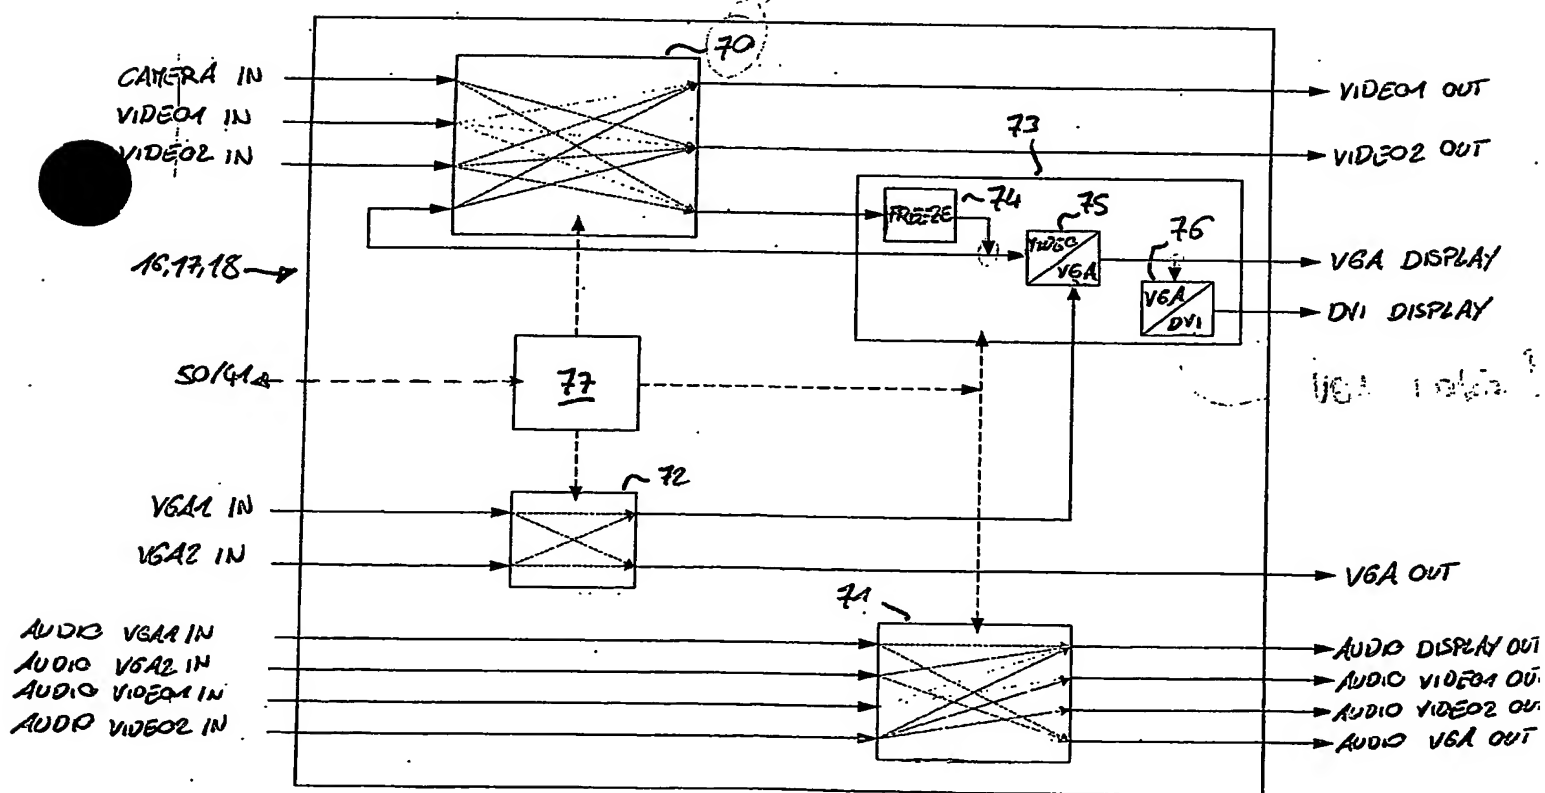 70
CAMERA IN
VIDEO1 IN
VIDEO2 IN
VIDEO1 OUT
VIDEO2 OUT
73
FREEZE
74
75
VIDEO
VGA
76
VGA
DVI
16,17,18
VGA DISPLAY
DVI DISPLAY
50/41
77
VGA
72
VGA1 IN
VGA2 IN
VGA OUT
71
AUDIO VGA1 IN
AUDIO VGA2 IN
AUDIO VIDEO1 IN
AUDIO VIDEO2 IN
AUDIO DISPLAY OUT
AUDIO VIDEO1 OU
AUDIO VIDEO2 OU
AUDIO VGA OUT